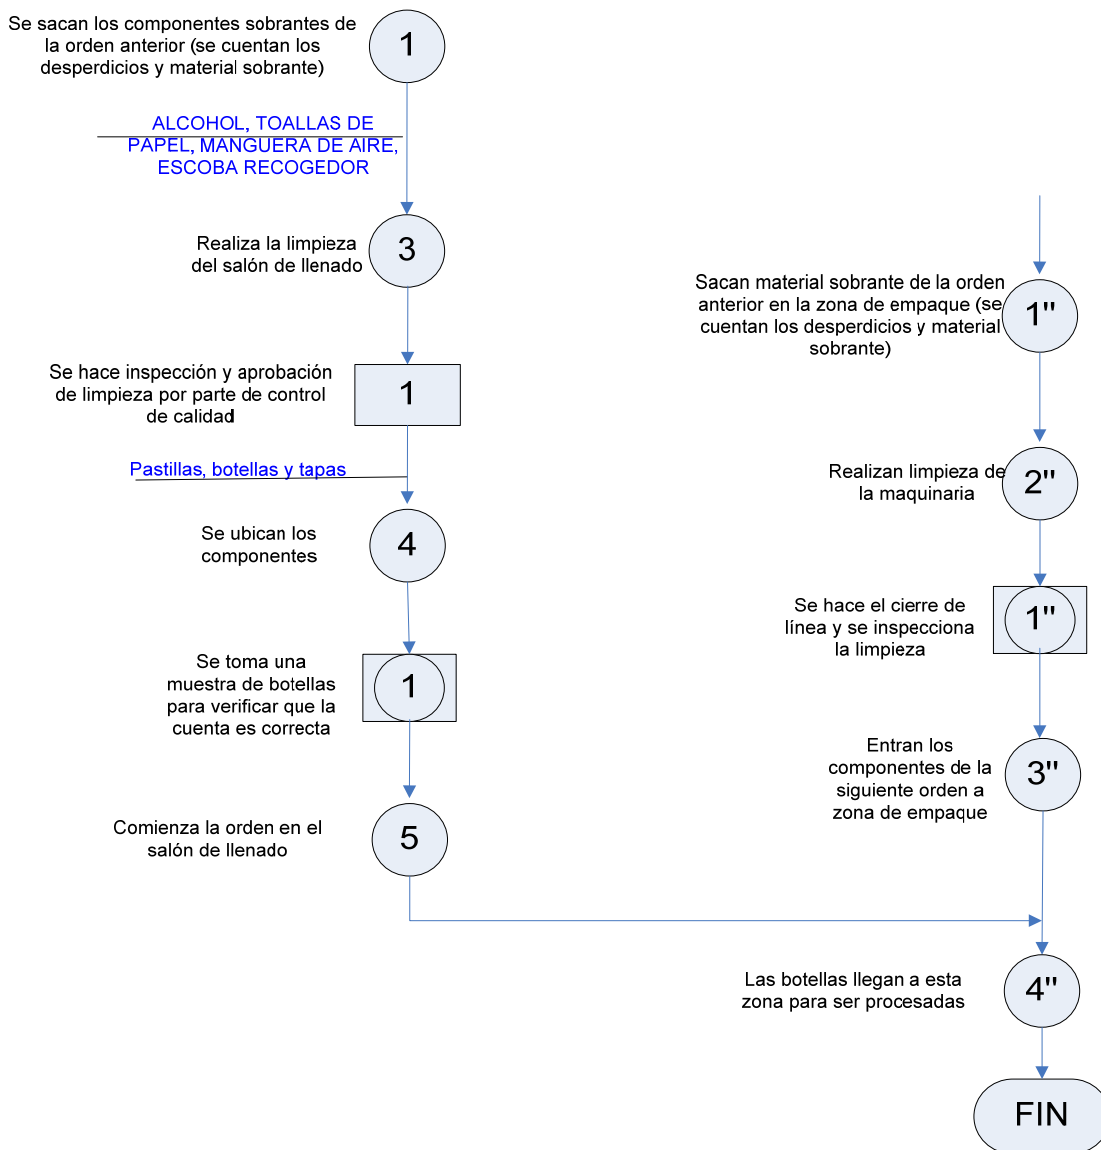 Se sacan los componentes sobrantes de
la orden anterior (se cuentan los
desperdicios y material sobrante)
1
ALCOHOL, TOALLAS DE
PAPEL, MANGUERA DE AIRE,
ESCOBA RECOGEDOR
Realiza la limpieza
del salón de llenado
3
Se hace inspección y aprobación
de limpieza por parte de control
de calidad
1
Pastillas, botellas y tapas
Se ubican los
componentes
4
Se toma una
muestra de botellas
para verificar que la
cuenta es correcta
1
Comienza la orden en el
salón de llenado
5
Sacan material sobrante de la orden
anterior en la zona de empaque (se
cuentan los desperdicios y material
sobrante)
1"
Realizan limpieza de
la maquinaria
2"
Se hace el cierre de
línea y se inspecciona
la limpieza
1"
Entran los
componentes de la
siguiente orden a
zona de empaque
3"
Las botellas llegan a esta
zona para ser procesadas
4"
FIN